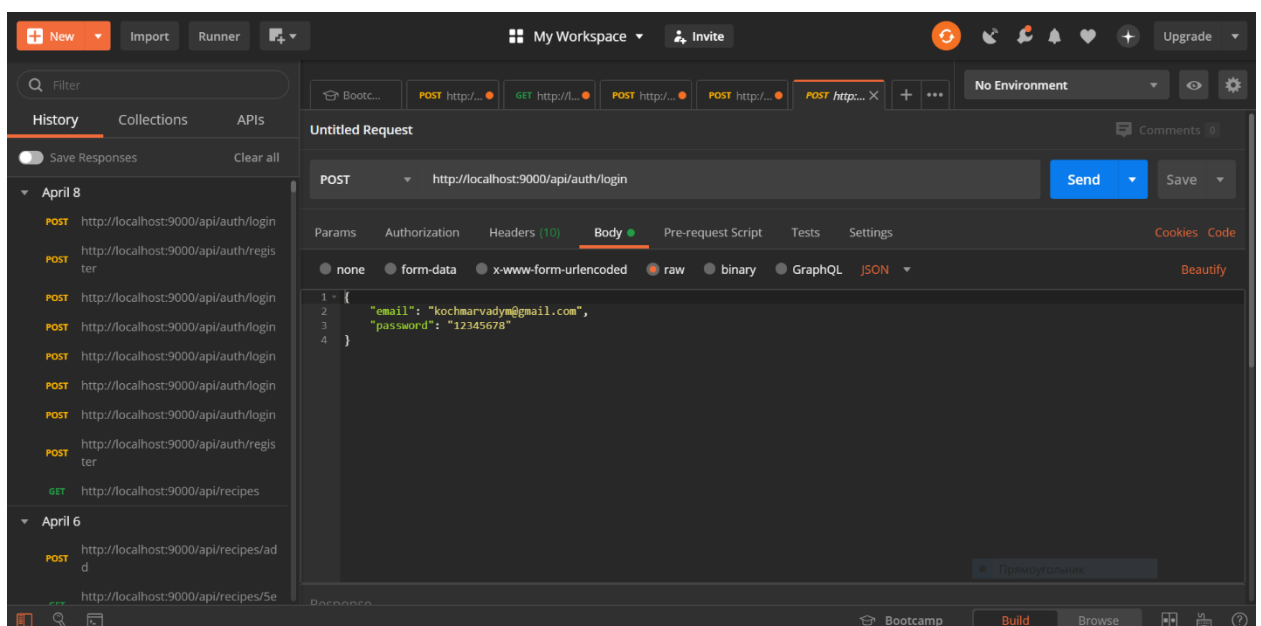 New Import Runner My Workspace Invite Upgrade
Filter
Bootc... POST http:/... GET http://l... POST http:/... POST http:/... POST http:... No Environment
History Collections APIs
Untitled Request Comments 0
Save Responses Clear all
POST http://localhost:9000/api/auth/login Send Save
April 8
POST http://localhost:9000/api/auth/login
POST http://localhost:9000/api/auth/regis
ter
POST http://localhost:9000/api/auth/login
POST http://localhost:9000/api/auth/login
POST http://localhost:9000/api/auth/login
POST http://localhost:9000/api/auth/login
POST http://localhost:9000/api/auth/login
POST http://localhost:9000/api/auth/regis
ter
GET http://localhost:9000/api/recipes
April 6
POST http://localhost:9000/api/recipes/ad
d
GET http://localhost:9000/api/recipes/5e
Params Authorization Headers (10) Body Pre-request Script Tests Settings Cookies Code
none form-data x-www-form-urlencoded raw binary GraphQL JSON Beautify
1 {
2 "email": "kochmarvadym@gmail.com",
3 "password": "12345678"
4 }
Прямоугольник
Response
Bootcamp Build Browse